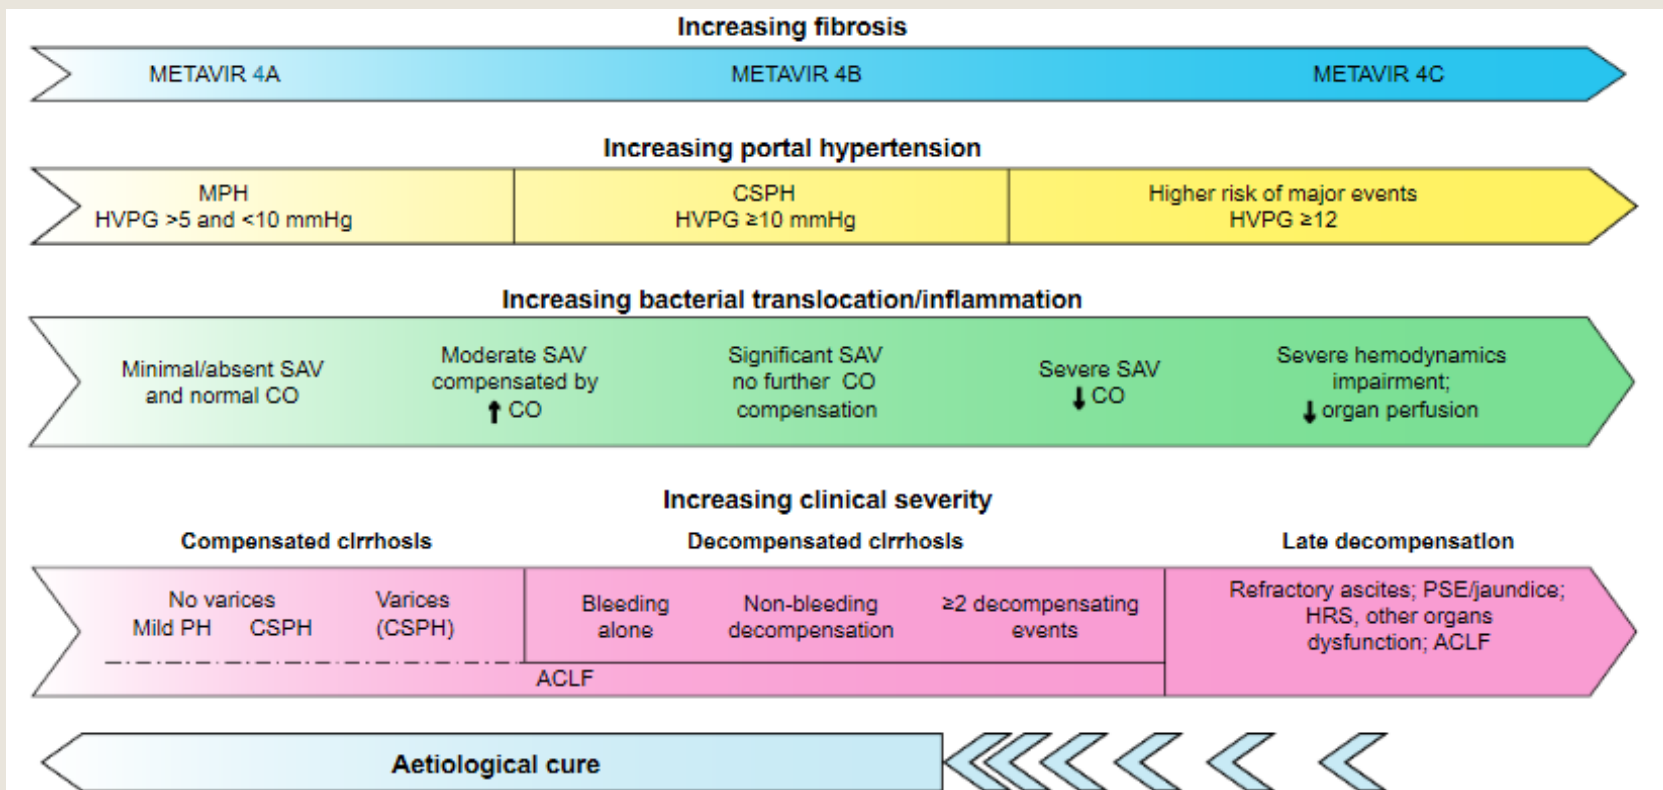 Increasing fibrosis
METAVIR 4A
METAVIR 4B
METAVIR 4C
Increasing portal hypertension
MPH
HVPG >5 and <10 mmHg
CSPH
HVPG ≥10 mmHg
Higher risk of major events
HVPG ≥12
Increasing bacterial translocation/inflammation
Minimal/absent SAV
and normal CO
Moderate SAV
compensated by
↑ CO
Significant SAV
no further CO
compensation
Severe SAV
↓ CO
Severe hemodynamics
impairment;
↓ organ perfusion
Increasing clinical severity
Compensated cirrhosis
Decompensated cirrhosis
Late decompensation
No varices
Mild PH CSPH
Varices
(CSPH)
Bleeding
alone
Non-bleeding
decompensation
≥2 decompensating
events
Refractory ascites; PSE/jaundice;
HRS, other organs
dysfunction; ACLF
ACLF
Aetiological cure